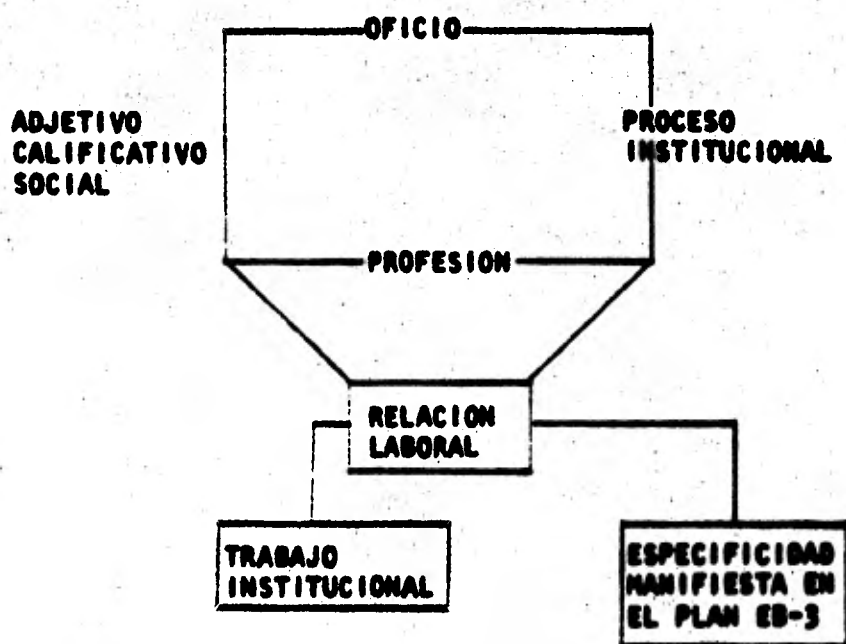 OFICIO
ADJETIVO
CALIFICATIVO
SOCIAL
PROCESO
INSTITUCIONAL
PROFESION
RELACION
LABORAL
TRABAJO
INSTITUCIONAL
ESPECIFICIDAD
MANIFIESTA EN
EL PLAN EB-3